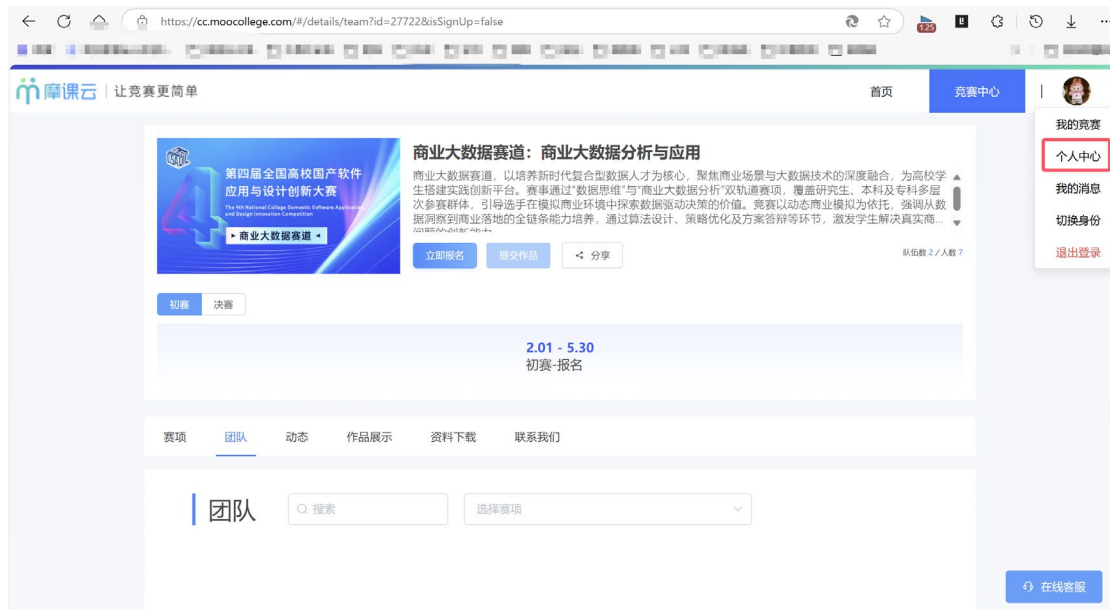 https://cc.moocollege.com/#/details/team?id=27722&isSignUp=false
1.25
摩课云 | 让竞赛更简单
首页
竞赛中心
我的竞赛
个人中心
我的消息
切换身份
退出登录
第四届全国高校国产软件
应用与设计创新大赛
The 4th National College Domestic Software Application
and Design Innovation Competition
商业大数据赛道
商业大数据赛道：商业大数据分析与应用
商业大数据赛道，以培养新时代复合型数据人才为核心，聚焦商业场景与大数据技术的深度融合，为高校学
生搭建实践创新平台。赛事通过"数据思维"与"商业大数据分析"双轨道赛项，覆盖研究生、本科及专科多层
次参赛群体，引导选手在模拟商业环境中探索数据驱动决策的价值。竞赛以动态商业模拟为依托，强调从数
据洞察到商业落地的全链条能力培养，通过算法设计、策略优化及方案答辩等环节，激发学生解决真实商...
立即报名
提交作品
分享
队伍数 2 / 人数 7
初赛
决赛
2.01 - 5.30
初赛-报名
赛项
团队
动态
作品展示
资料下载
联系我们
团队
搜索
选择赛项
在线客服